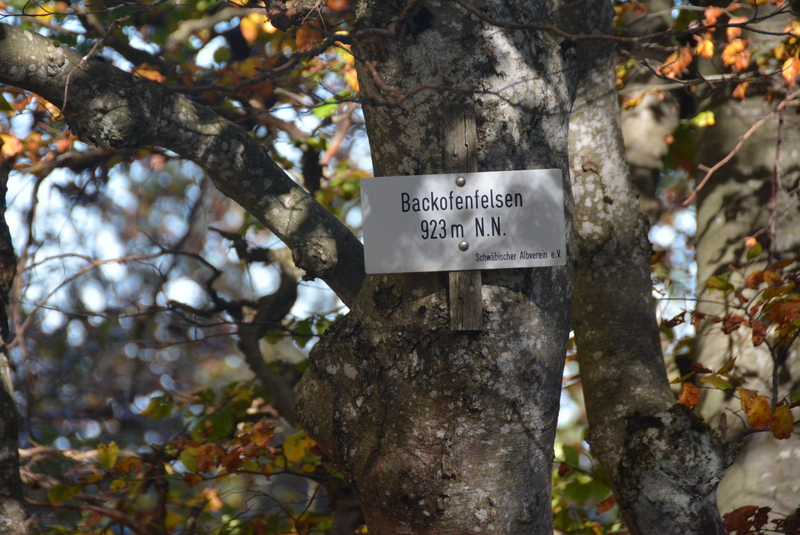 Backofenfelsen
923 m N.N.
Schwäbischer Albverein e.V.